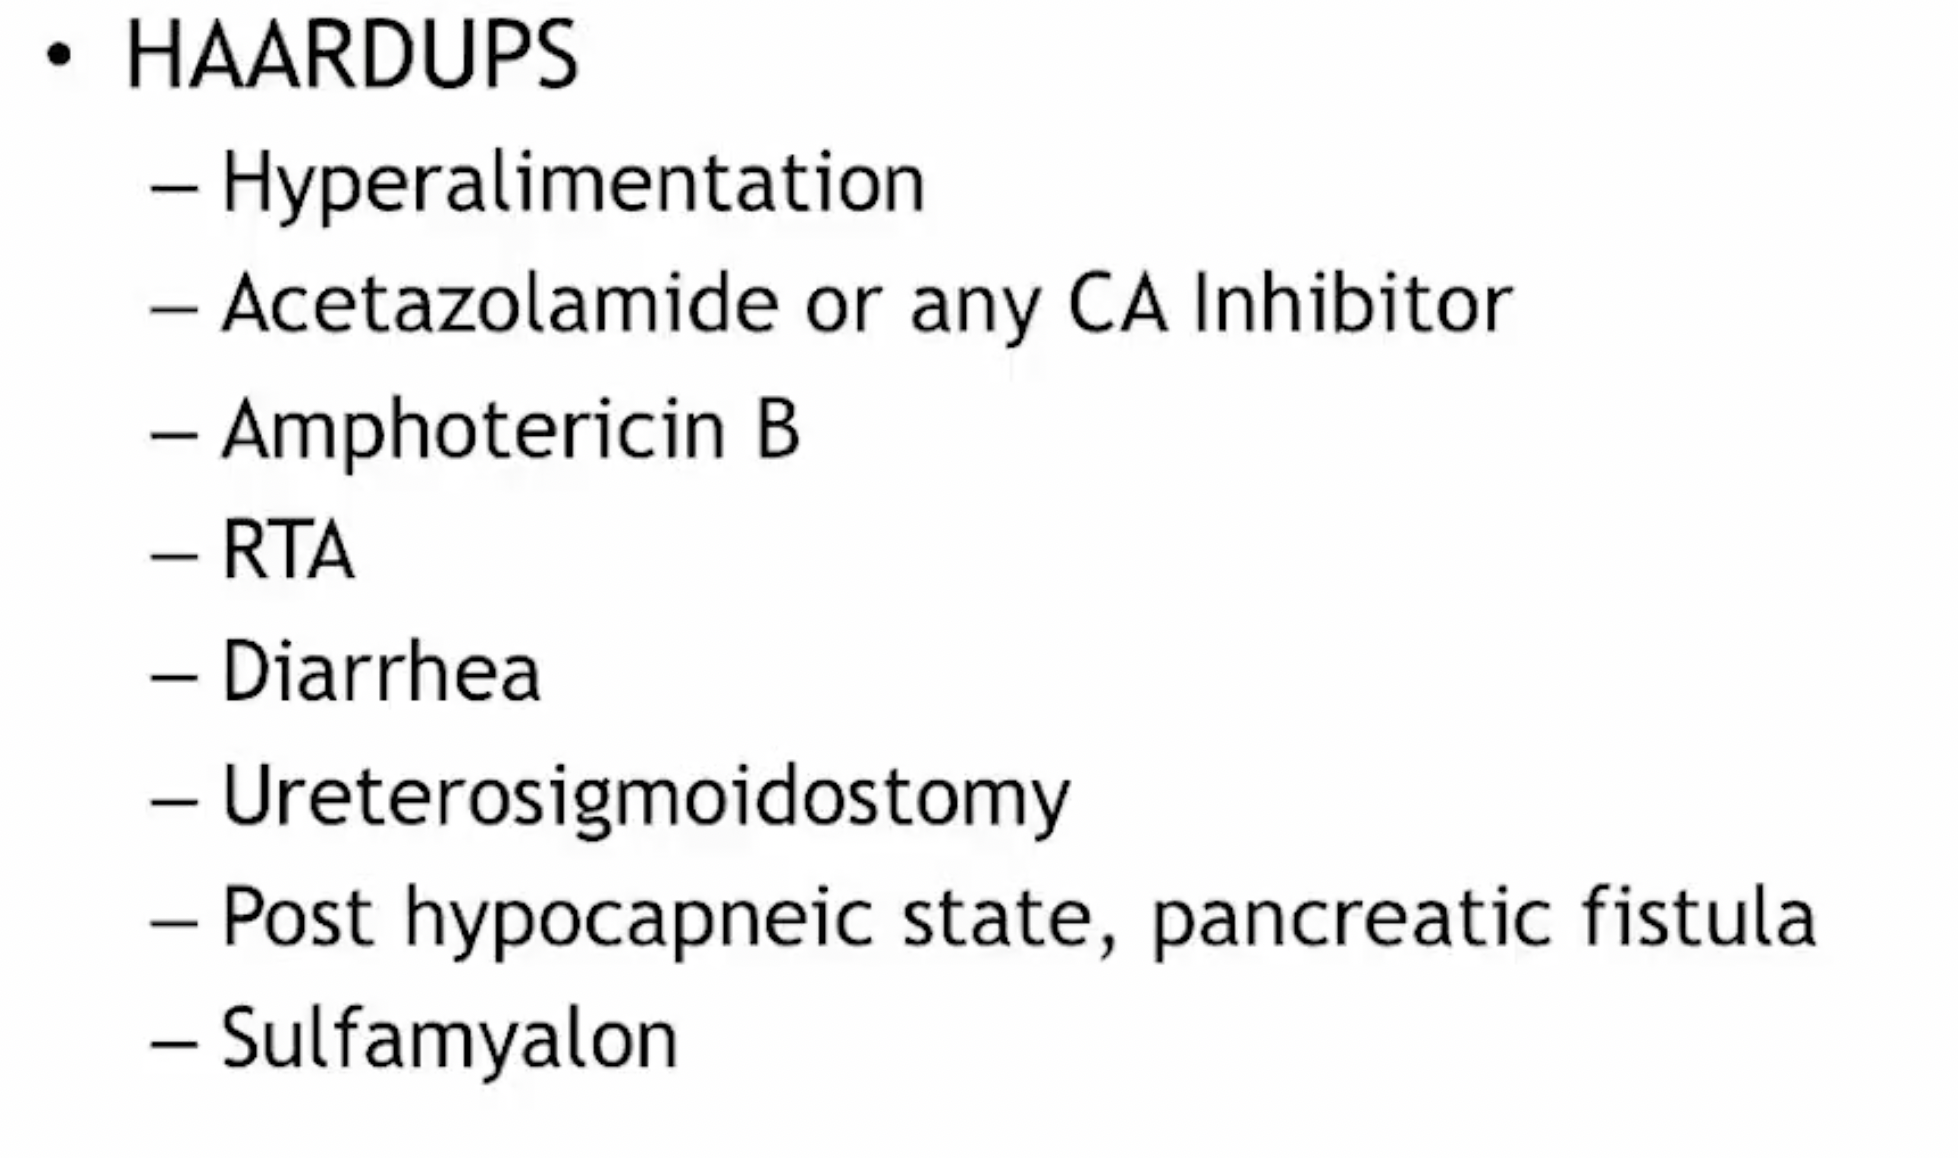 • HAARDUPS
– Hyperalimentation
– Acetazolamide or any CA Inhibitor
– Amphotericin B
– RTA
– Diarrhea
– Ureterosigmoidostomy
– Post hypocapneic state, pancreatic fistula
– Sulfamyalon